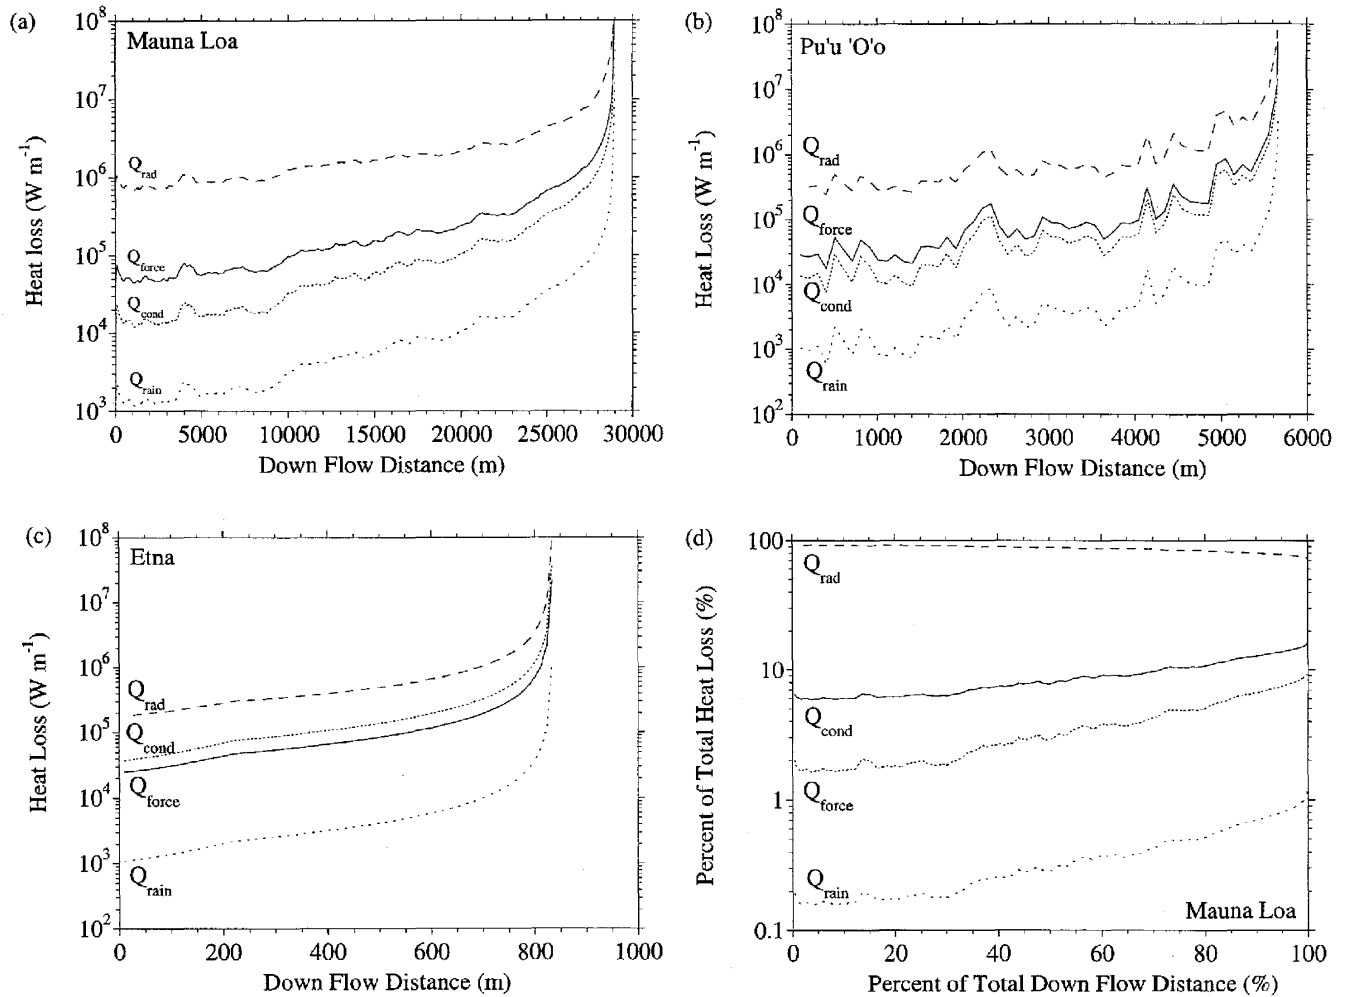 (a)
Mauna Loa
Heat loss (W m-1)
10^8
10^7
10^6
10^5
10^4
10^3
Q_rad
Q_force
Q_cond
Q_rain
0 5000 10000 15000 20000 25000 30000
Down Flow Distance (m)
(b)
Pu'u 'O'o
Heat Loss (W m-1)
10^8
10^7
10^6
10^5
10^4
10^3
10^2
Q_rad
Q_force
Q_cond
Q_rain
0 1000 2000 3000 4000 5000 6000
Down Flow Distance (m)
(c)
Etna
Heat Loss (W m-1)
10^8
10^7
10^6
10^5
10^4
10^3
10^2
Q_rad
Q_cond
Q_force
Q_rain
0 200 400 600 800 1000
Down Flow Distance (m)
(d)
Percent of Total Heat Loss (%)
100
10
1
0.1
Q_rad
Q_cond
Q_force
Q_rain
Mauna Loa
0 20 40 60 80 100
Percent of Total Down Flow Distance (%)